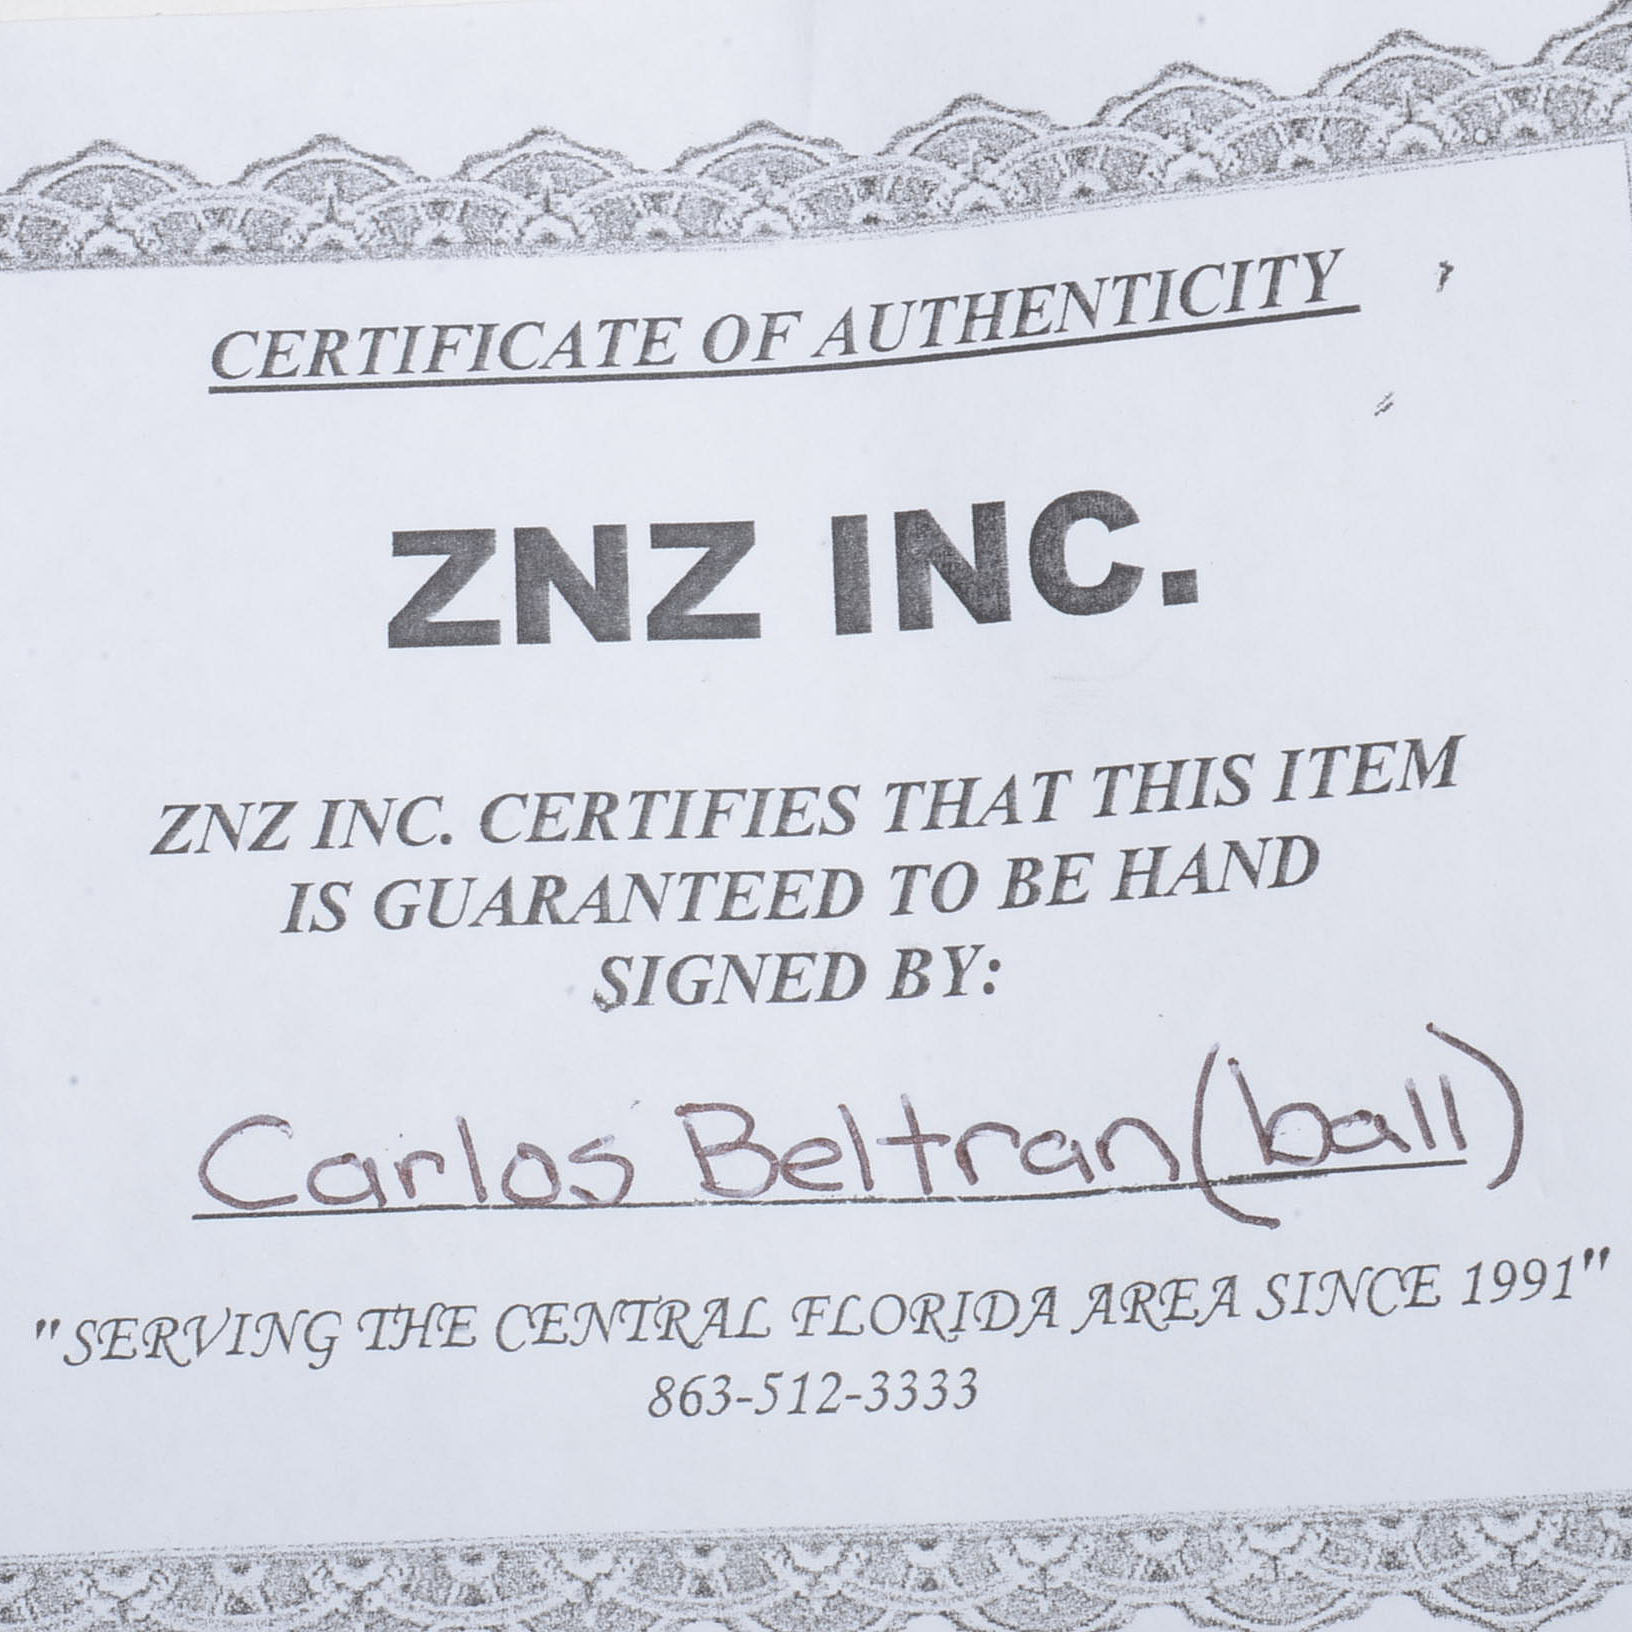 CERTIFICATE OF AUTHENTICITY
ZNZ INC.
ZNZ INC. CERTIFIES THAT THIS ITEM
IS GUARANTEED TO BE HAND
SIGNED BY:
Carlos Beltran (ball)
"SERVING THE CENTRAL FLORIDA AREA SINCE 1991"
863-512-3333